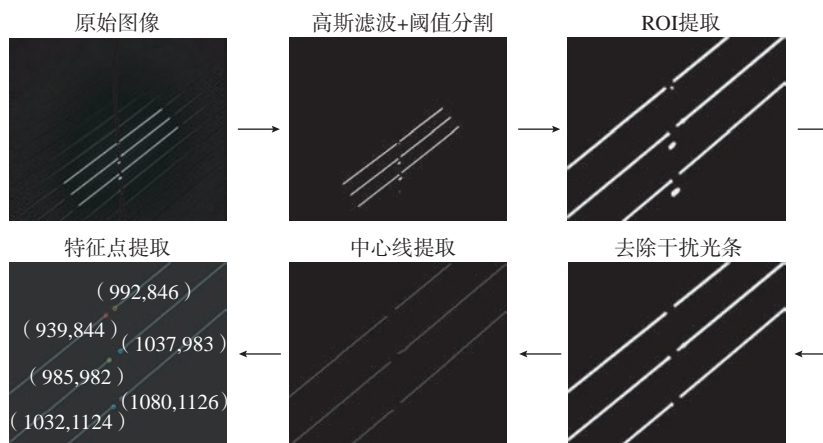 原始图像
高斯滤波+阈值分割
ROI提取
特征点提取
中心线提取
去除干扰光条
(992,846)
(939,844)
(1037,983)
(985,982)
(1080,1126)
(1032,1124)